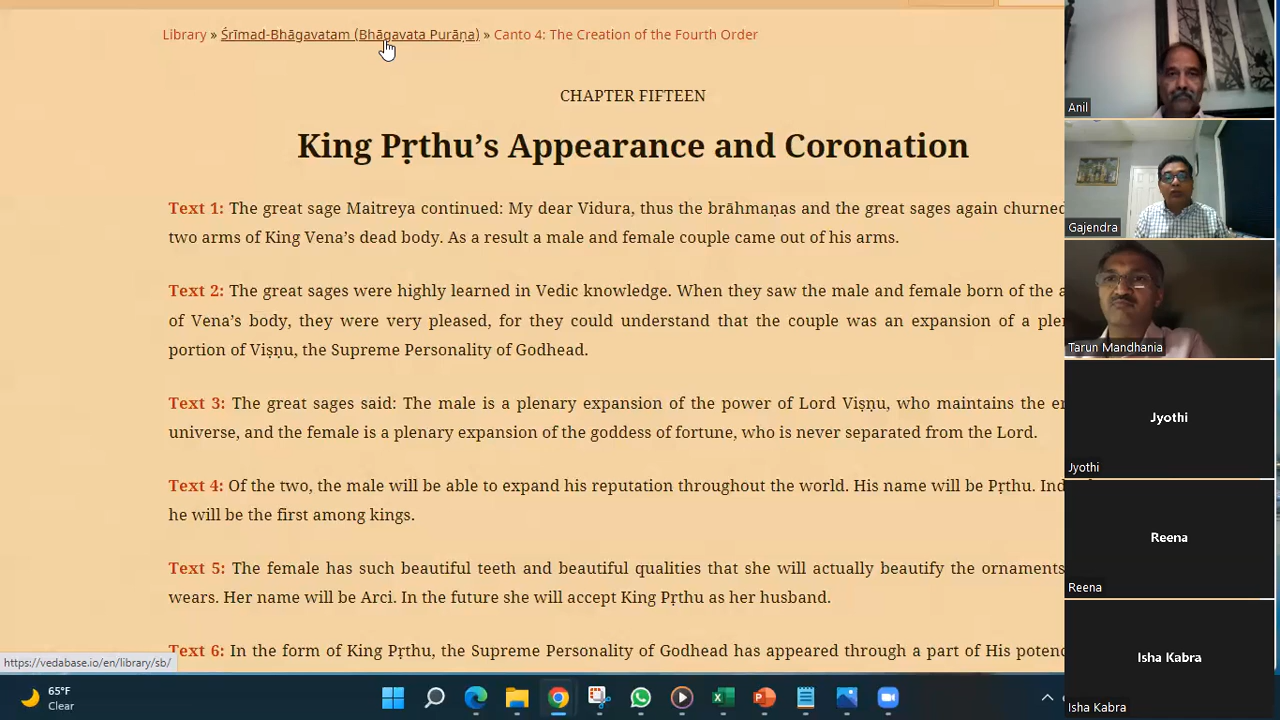 Library » Śrīmad-Bhāgavatam (Bhāgavata Purāṇa) » Canto 4: The Creation of the Fourth Order
CHAPTER FIFTEEN
King Pṛthu’s Appearance and Coronation
Text 1: The great sage Maitreya continued: My dear Vidura, thus the brāhmaṇas and the great sages again churned
two arms of King Vena’s dead body. As a result a male and female couple came out of his arms.
Text 2: The great sages were highly learned in Vedic knowledge. When they saw the male and female born of the
of Vena’s body, they were very pleased, for they could understand that the couple was an expansion of a
portion of Viṣṇu, the Supreme Personality of Godhead.
Text 3: The great sages said: The male is a plenary expansion of the power of Lord Viṣṇu, who maintains the
universe, and the female is a plenary expansion of the goddess of fortune, who is never separated from the Lord.
Text 4: Of the two, the male will be able to expand his reputation throughout the world. His name will be Pṛthu.
he will be the first among kings.
Text 5: The female has such beautiful teeth and beautiful qualities that she will actually beautify the ornaments
wears. Her name will be Arci. In the future she will accept King Pṛthu as her husband.
Text 6: In the form of King Pṛthu, the Supreme Personality of Godhead has appeared through a part of His
https://vedabase.io/en/library/sb/
65°F
Clear
Anil
Gajendra
Tarun Mandhania
Jyothi
Jyothi
Reena
Reena
Isha Kabra
Isha Kabra